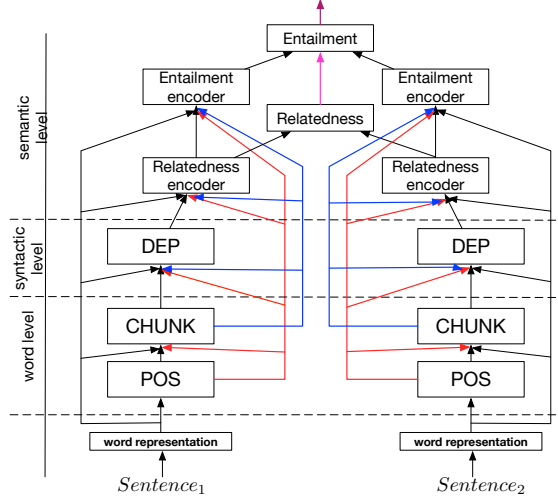 Entailment
Entailment
encoder
Entailment
encoder
Relatedness
semantic
level
Relatedness
encoder
Relatedness
encoder
syntactic
level
DEP
DEP
word level
CHUNK
CHUNK
POS
POS
word representation
word representation
Sentence₁
Sentence₂